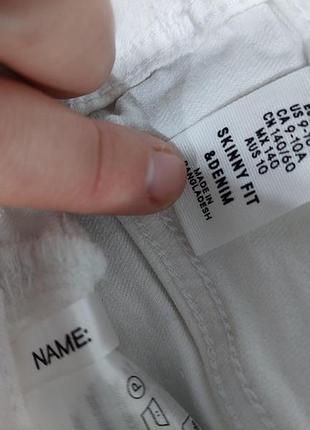 US 9-10
CA 9-10A
CN 140/60
MX 140
AUS 10
SKINNY FIT
&DENIM
MADE IN
BANGLADESH
NAME:
P